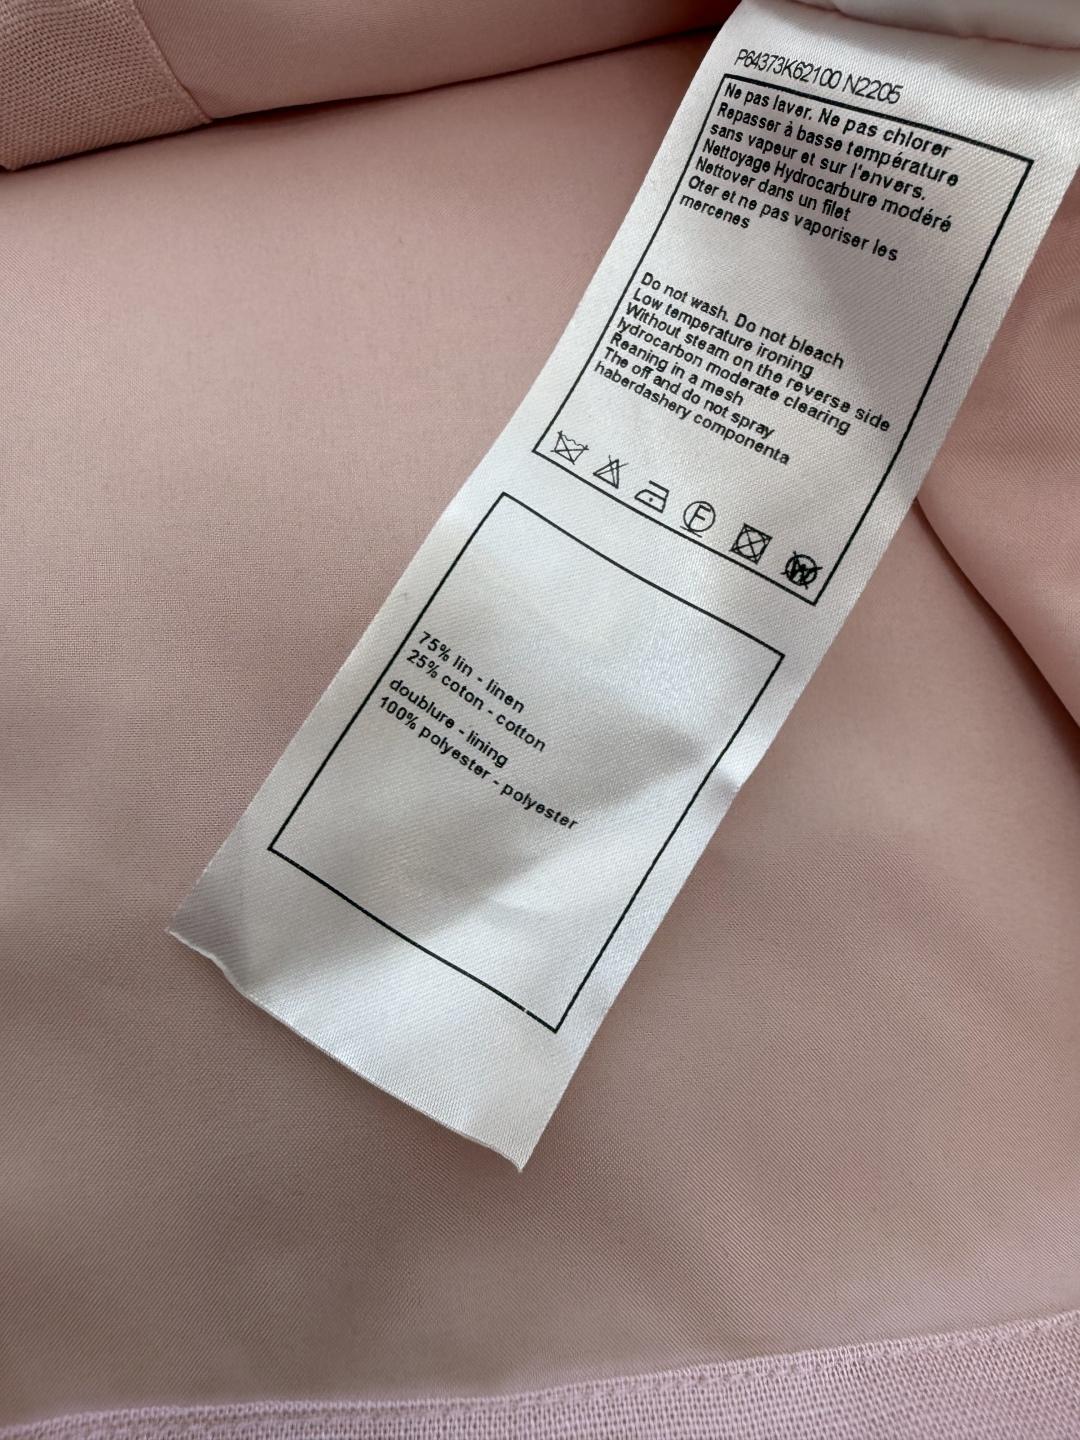 P64373K62100 N2205
Ne pas laver. Ne pas chlorer
Repasser à basse température
sans vapeur et sur l'envers.
Nettoyage Hydrocarbure modéré
Nettover dans un filet
Oter et ne pas vaporiser les
mercenes
Do not wash. Do not bleach
Low temperature ironing
Without steam on the reverse side
lydrocarbon moderate clearing
Reaning in a mesh
The off and do not spray
haberdashery componenta
F
W
75% lin - linen
25% coton - cotton
doublure - lining
100% polyester - polyester